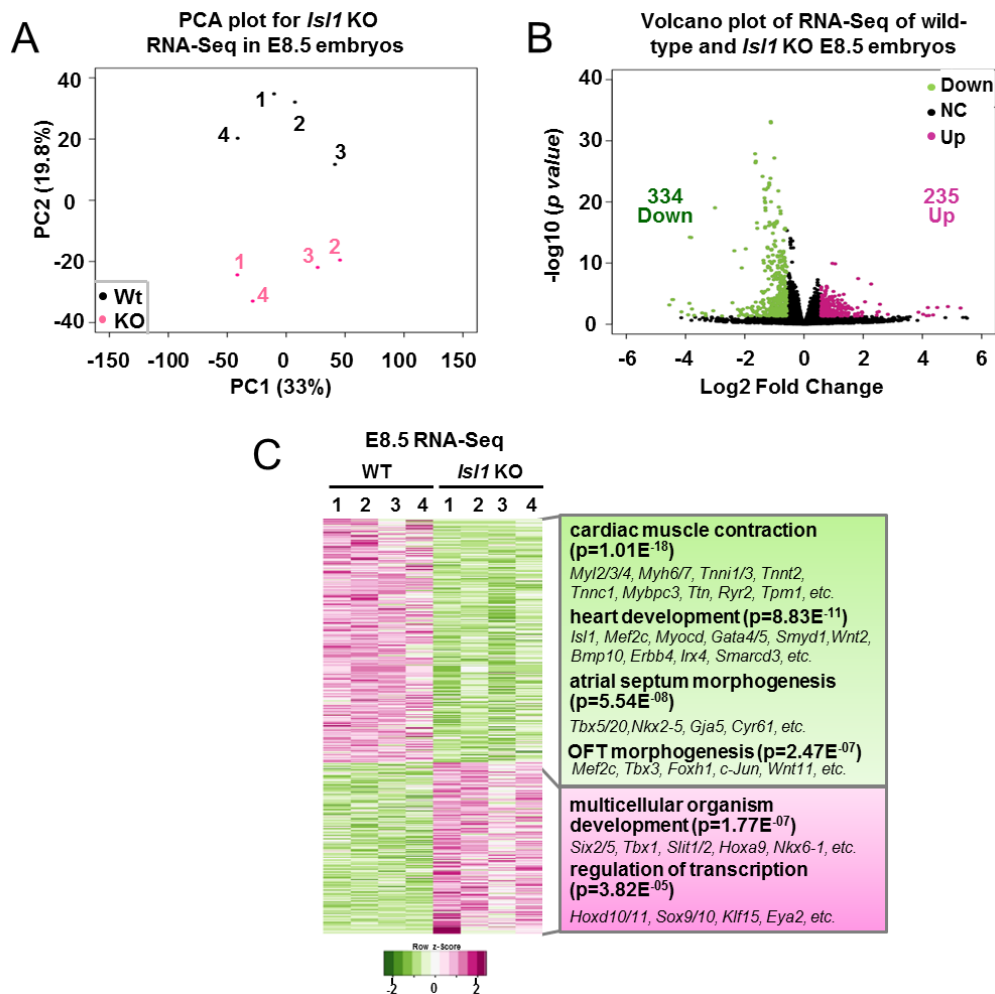 A
PCA plot for Isl1 KO
RNA-Seq in E8.5 embryos
PC2 (19.8%)
40
20
0
-20
-40
1
2
4
3
1
4
3
2
Wt
KO
-150
-100
-50
0
50
100
150
PC1 (33%)
B
Volcano plot of RNA-Seq of wild-
type and Isl1 KO E8.5 embryos
-log10 (p value)
40
30
20
10
0
Down
NC
Up
334
Down
235
Up
-6
-4
-2
0
2
4
6
Log2 Fold Change
C
E8.5 RNA-Seq
WT
Isl1 KO
1 2 3 4 1 2 3 4
cardiac muscle contraction
(p=1.01E-18)
Myl2/3/4, Myh6/7, Tnni1/3, Tnnt2,
Tnnc1, Mybpc3, Ttn, Ryr2, Tpm1, etc.
heart development (p=8.83E-11)
Isl1, Mef2c, Myocd, Gata4/5, Smyd1,Wnt2,
Bmp10, Erbb4, Irx4, Smarcd3, etc.
atrial septum morphogenesis
(p=5.54E-08)
Tbx5/20,Nkx2-5, Gja5, Cyr61, etc.
OFT morphogenesis (p=2.47E-07)
Mef2c, Tbx3, Foxh1, c-Jun, Wnt11, etc.
multicellular organism
development (p=1.77E-07)
Six2/5, Tbx1, Slit1/2, Hoxa9, Nkx6-1, etc.
regulation of transcription
(p=3.82E-05)
Hoxd10/11, Sox9/10, Klf15, Eya2, etc.
Row z-Score
-2
0
2